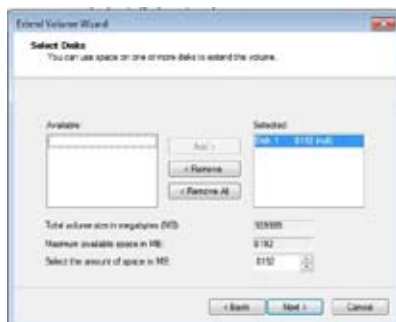 Extend Volume Wizard
Select Disks
You can use space on one or more disks to extend the volume.
Available:
Selected:
Add >
Disk 1
< Remove
< Remove All
Total volume size in megabytes (MB):
Maximum available space in MB:
8192
Select the amount of space in MB:
8192
< Back
Next >
Cancel